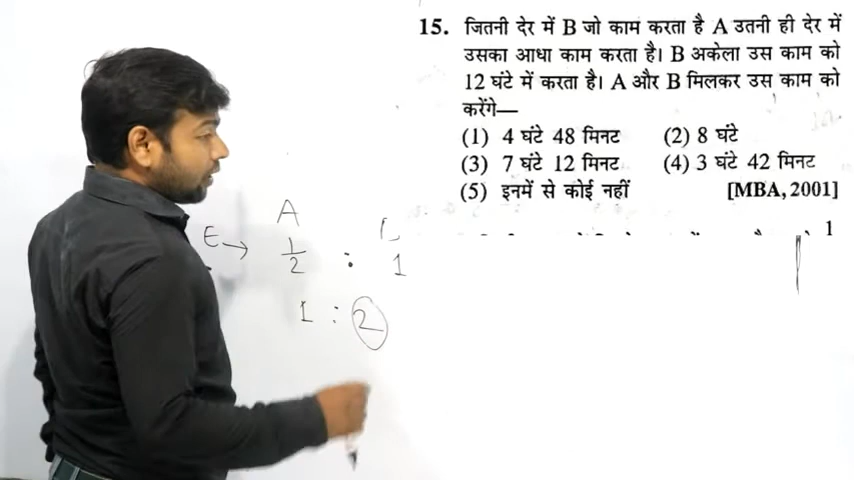 15. जितनी देर में B जो काम करता है A उतनी ही देर में
उसका आधा काम करता है। B अकेला उस काम को
12 घंटे में करता है। A और B मिलकर उस काम को
करेंगे—
(1) 4 घंटे 48 मिनट (2) 8 घंटे
(3) 7 घंटे 12 मिनट (4) 3 घंटे 42 मिनट
(5) इनमें से कोई नहीं [MBA, 2001]
1
A
E → 1/2 : 1
1 : 2